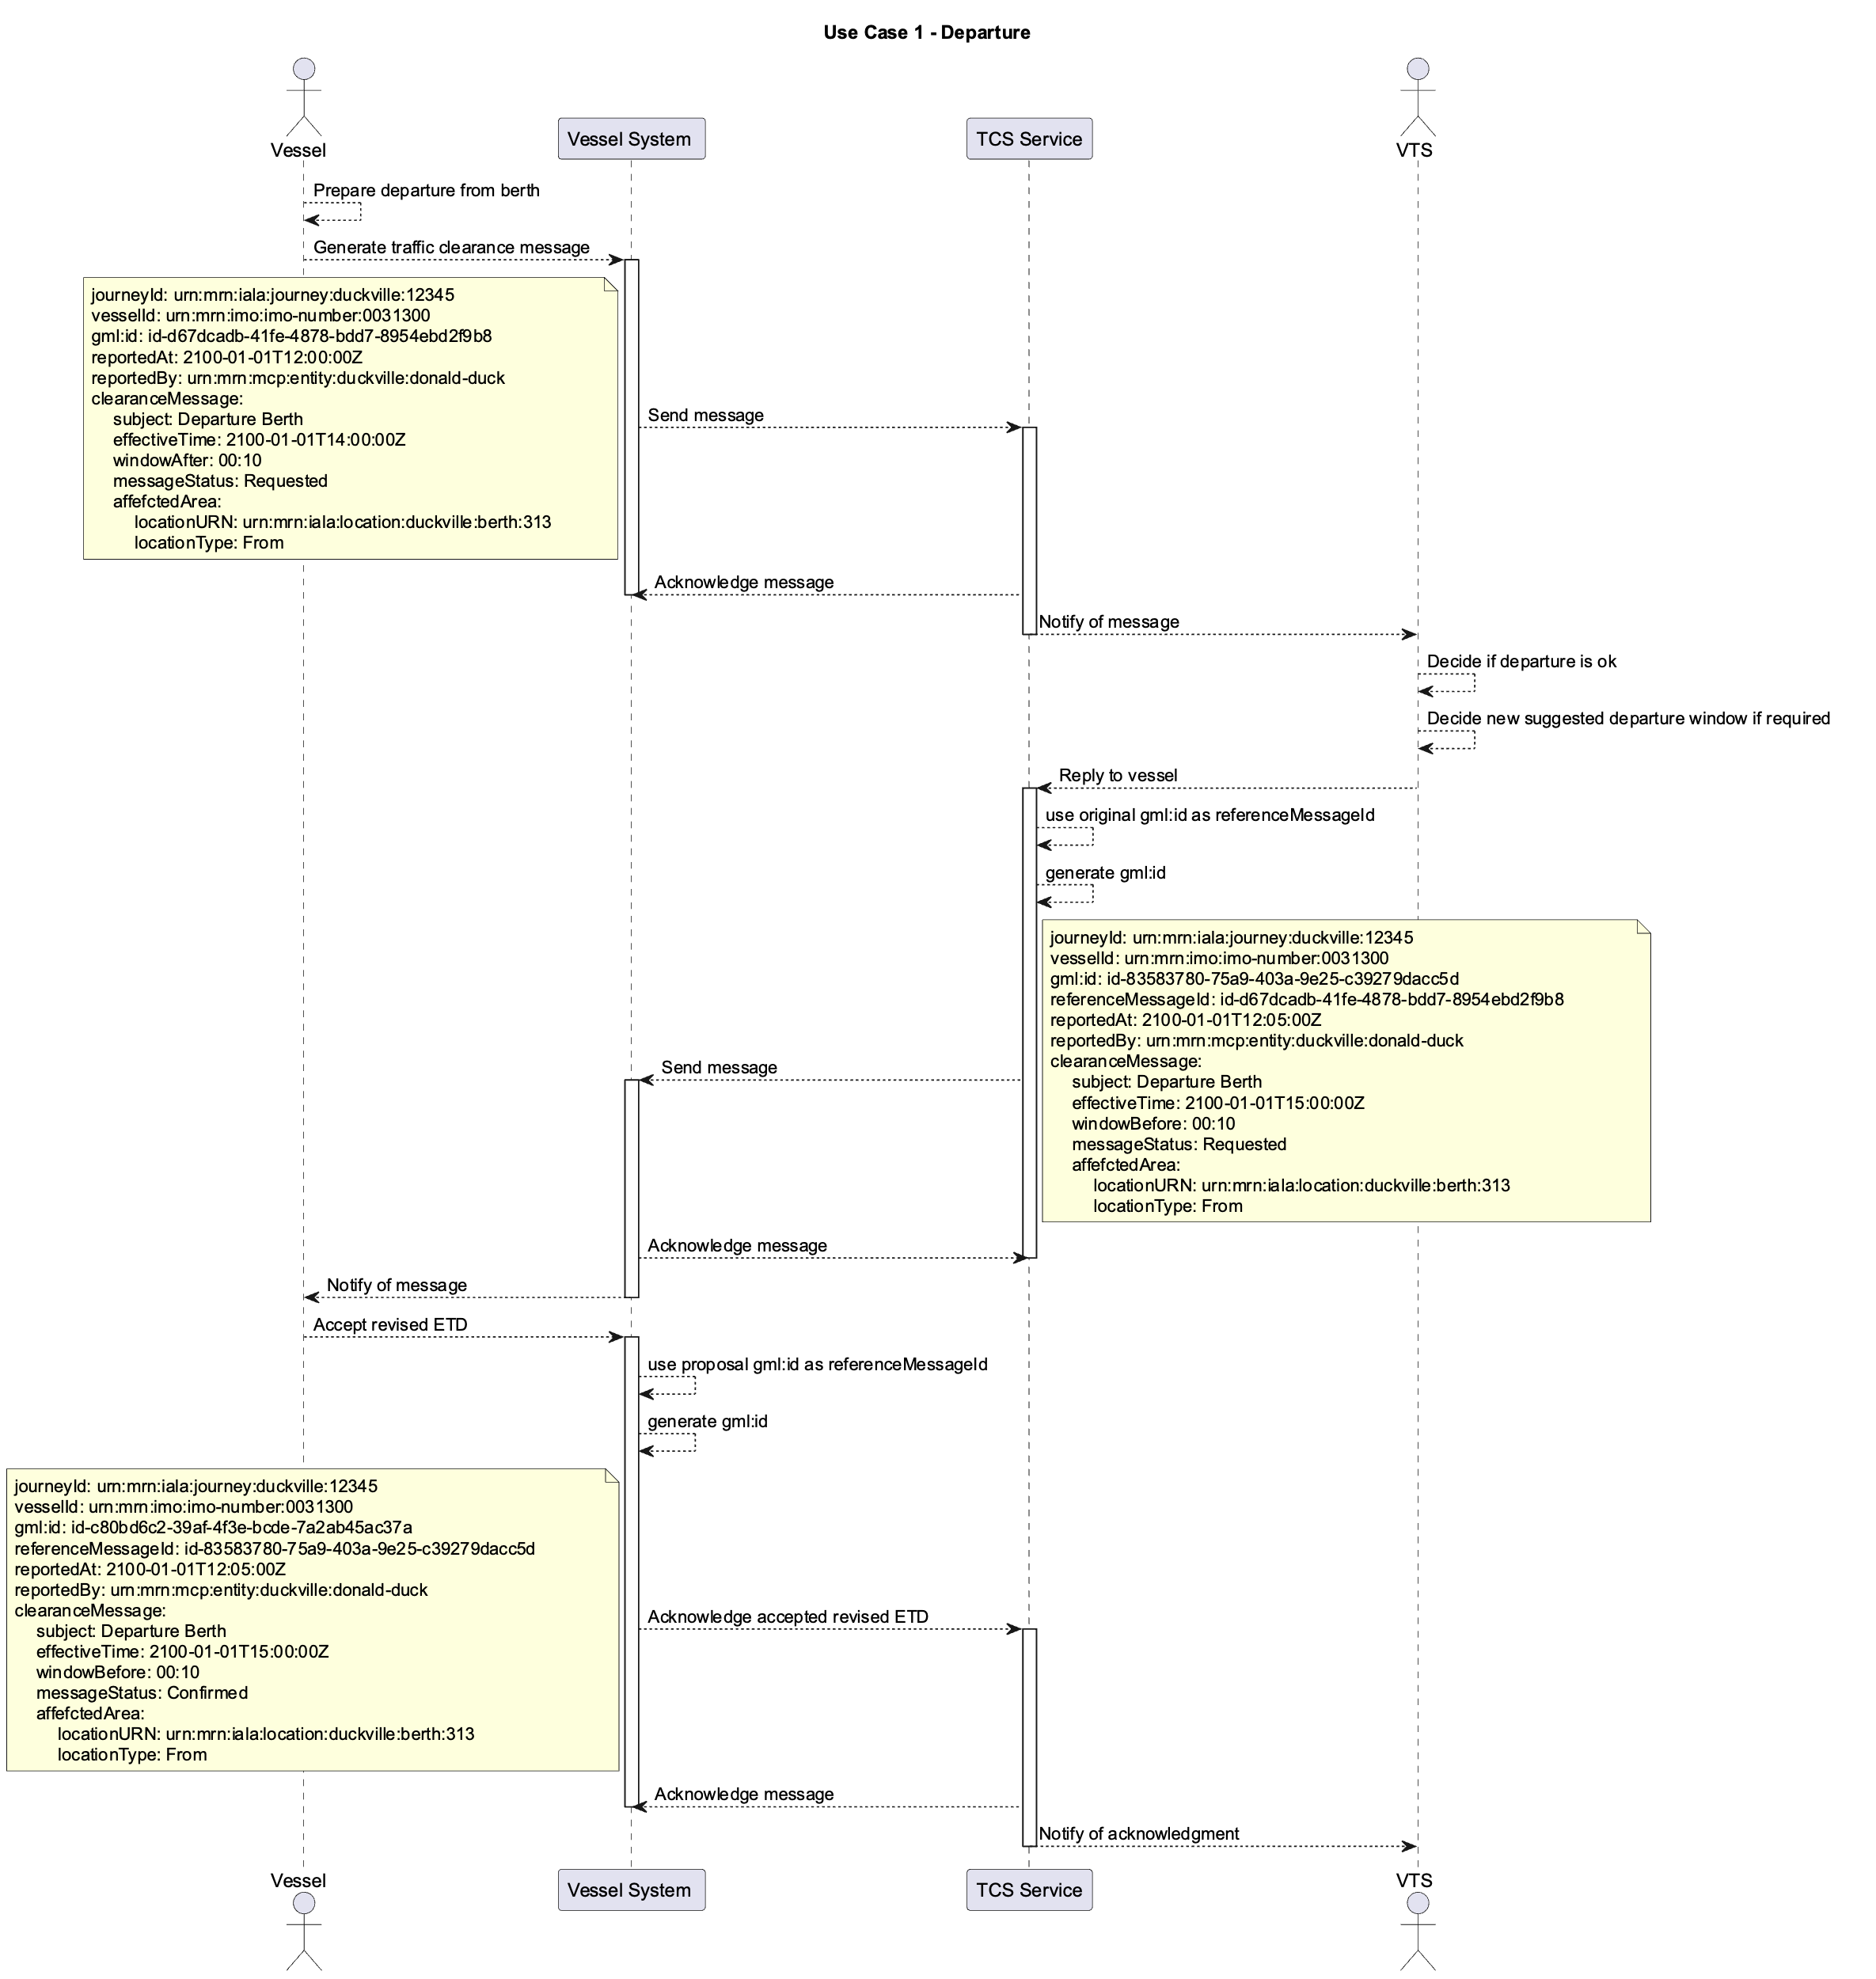 Use Case 1 - Departure
Vessel
Vessel System
TCS Service
VTS
Prepare departure from berth
Generate traffic clearance message
journeyId: urn:mrn:iala:journey:duckville:12345
vesselId: urn:mrn:imo:imo-number:0031300
gml:id: id-d67dcadb-41fe-4878-bdd7-8954ebd2f9b8
reportedAt: 2100-01-01T12:00:00Z
reportedBy: urn:mrn:mcp:entity:duckville:donald-duck
clearanceMessage:
subject: Departure Berth
effectiveTime: 2100-01-01T14:00:00Z
windowAfter: 00:10
messageStatus: Requested
affefctedArea:
locationURN: urn:mrn:iala:location:duckville:berth:313
locationType: From
Send message
Acknowledge message
Notify of message
Decide if departure is ok
Decide new suggested departure window if required
Reply to vessel
use original gml:id as referenceMessageId
generate gml:id
journeyId: urn:mrn:iala:journey:duckville:12345
vesselId: urn:mrn:imo:imo-number:0031300
gml:id: id-83583780-75a9-403a-9e25-c39279dacc5d
referenceMessageId: id-d67dcadb-41fe-4878-bdd7-8954ebd2f9b8
reportedAt: 2100-01-01T12:05:00Z
reportedBy: urn:mrn:mcp:entity:duckville:donald-duck
clearanceMessage:
subject: Departure Berth
effectiveTime: 2100-01-01T15:00:00Z
windowBefore: 00:10
messageStatus: Requested
affefctedArea:
locationURN: urn:mrn:iala:location:duckville:berth:313
locationType: From
Send message
Acknowledge message
Notify of message
Accept revised ETD
use proposal gml:id as referenceMessageId
generate gml:id
journeyId: urn:mrn:iala:journey:duckville:12345
vesselId: urn:mrn:imo:imo-number:0031300
gml:id: id-c80bd6c2-39af-4f3e-bcde-7a2ab45ac37a
referenceMessageId: id-83583780-75a9-403a-9e25-c39279dacc5d
reportedAt: 2100-01-01T12:05:00Z
reportedBy: urn:mrn:mcp:entity:duckville:donald-duck
clearanceMessage:
subject: Departure Berth
effectiveTime: 2100-01-01T15:00:00Z
windowBefore: 00:10
messageStatus: Confirmed
affefctedArea:
locationURN: urn:mrn:iala:location:duckville:berth:313
locationType: From
Acknowledge accepted revised ETD
Acknowledge message
Notify of acknowledgment
Vessel
Vessel System
TCS Service
VTS